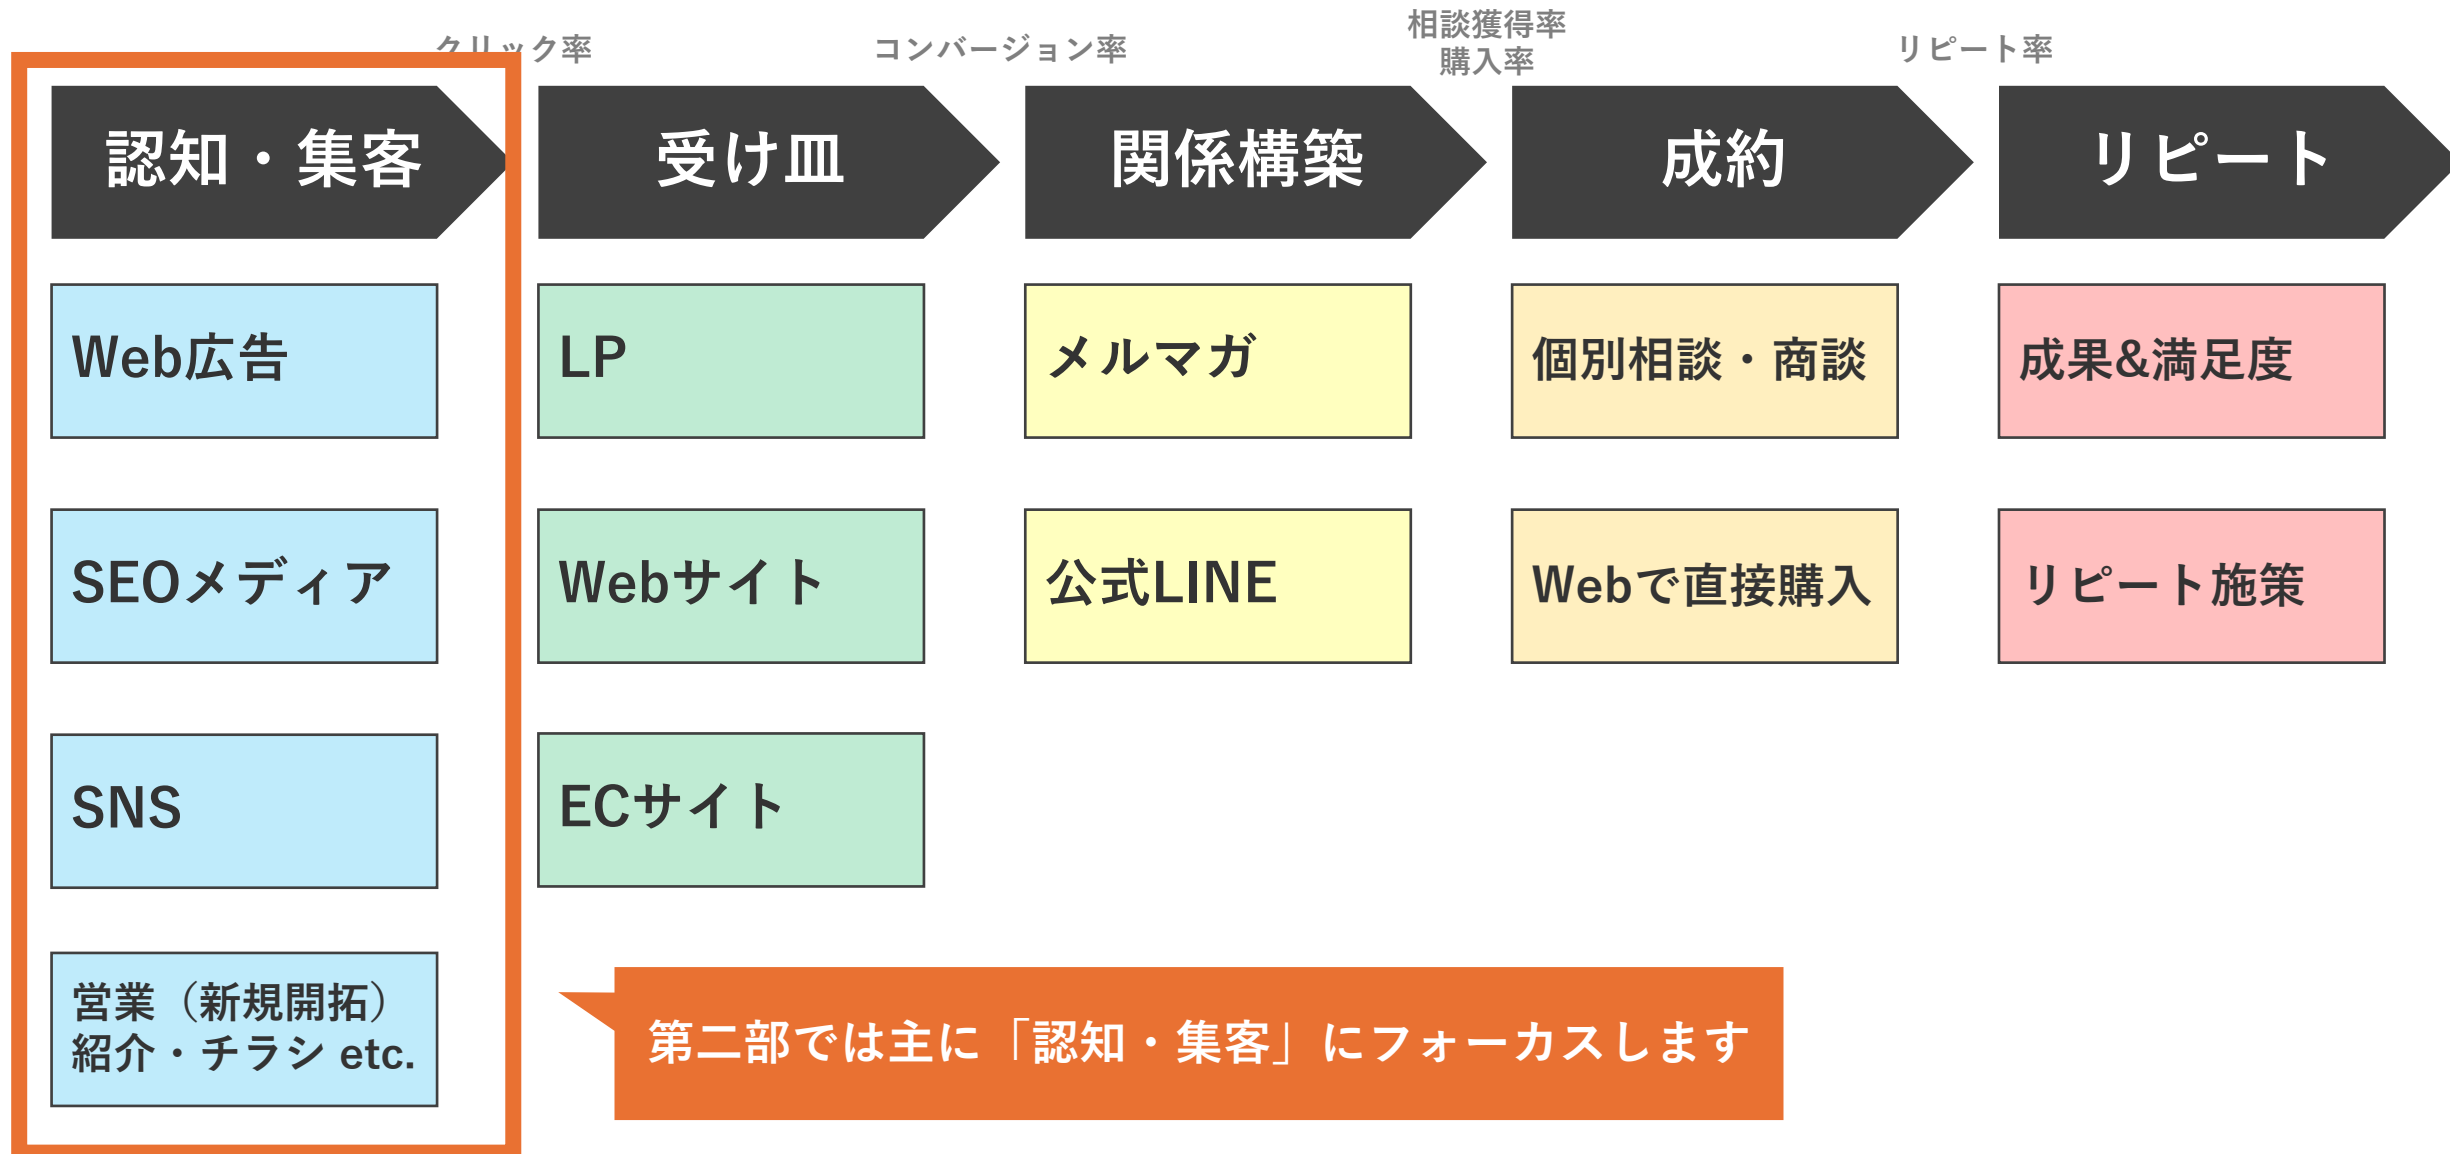 クリック率
コンバージョン率
相談獲得率
購入率
リピート率
認知・集客
受け皿
関係構築
成約
リピート
Web広告
LP
メルマガ
個別相談・商談
成果&満足度
SEOメディア
Webサイト
公式LINE
Webで直接購入
リピート施策
SNS
ECサイト
営業（新規開拓）
紹介・チラシ etc.
第二部では主に「認知・集客」にフォーカスします